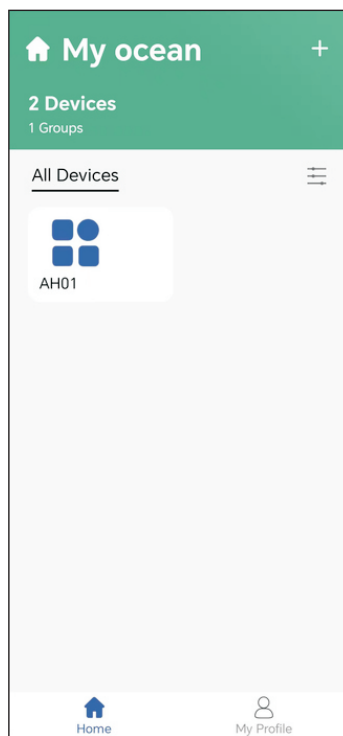 My ocean
2 Devices
1 Groups
All Devices
AH01
Home
My Profile